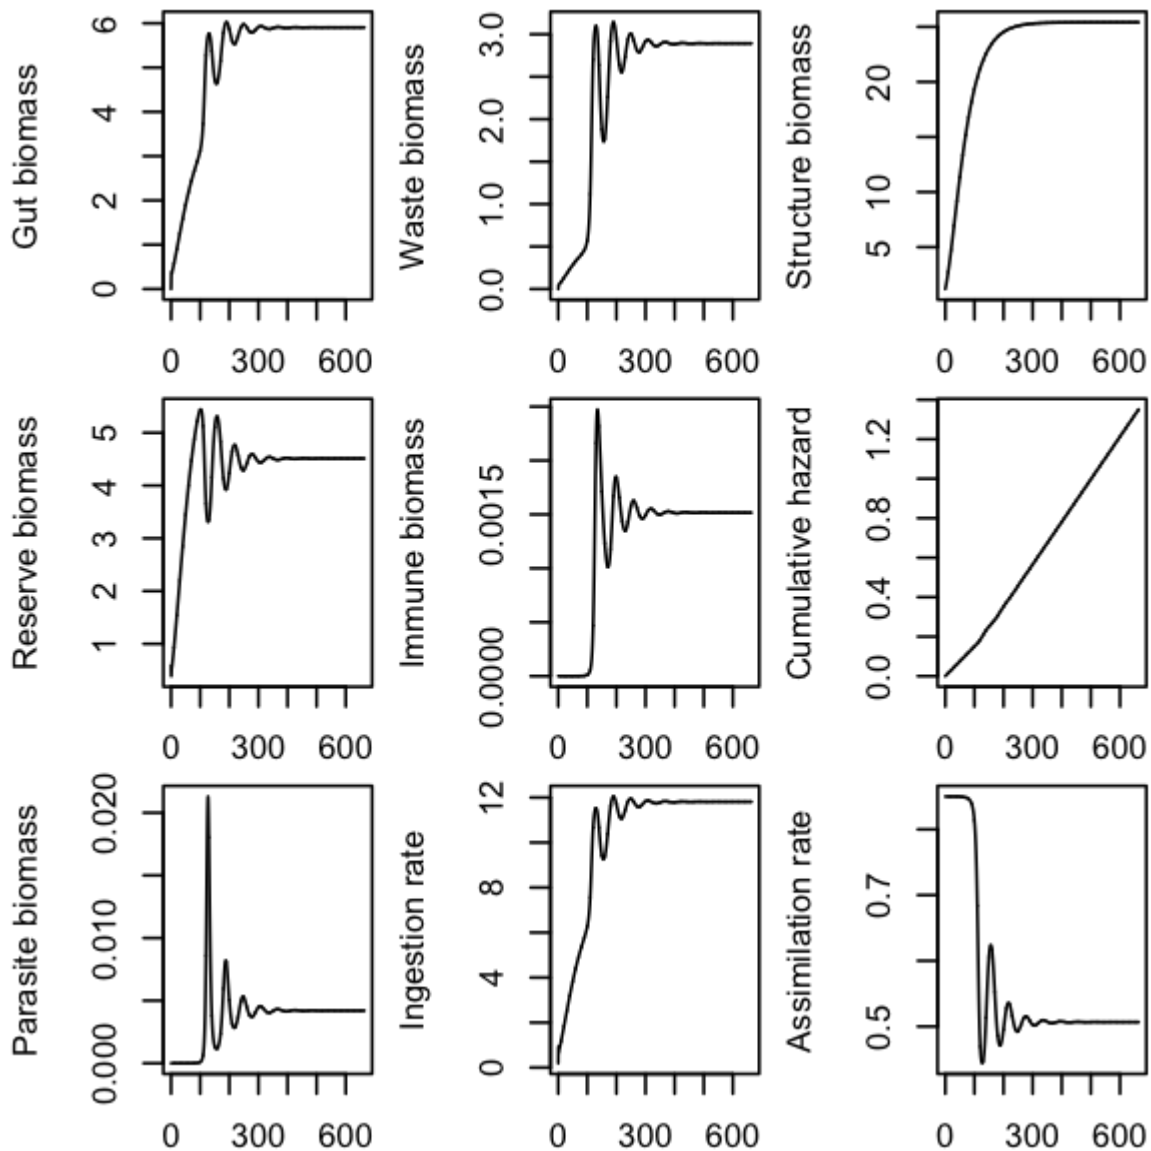 Gut biomass
0 2 4 6
0 300 600
Waste biomass
0.0 1.0 2.0 3.0
0 300 600
Structure biomass
5 10 20
0 300 600
Reserve biomass
1 2 3 4 5
0 300 600
Immune biomass
0.0000 0.0015
0 300 600
Cumulative hazard
0.0 0.4 0.8 1.2
0 300 600
Parasite biomass
0.000 0.010 0.020
0 300 600
Ingestion rate
0 4 8 12
0 300 600
Assimilation rate
0.5 0.7
0 300 600